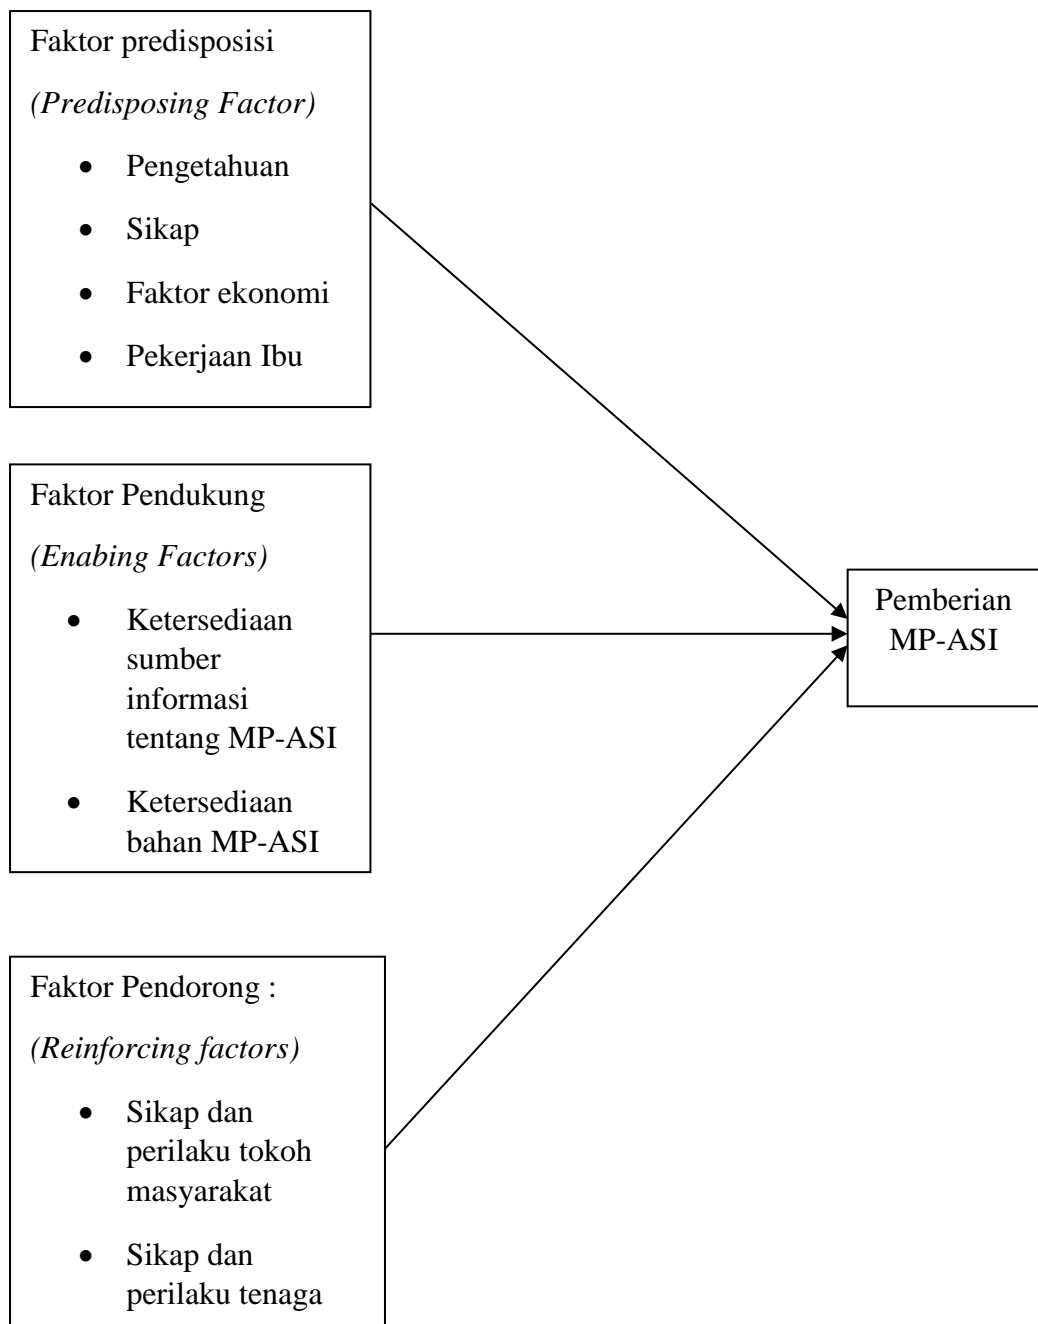 Faktor predisposisi
(Predisposing Factor)
• Pengetahuan
• Sikap
• Faktor ekonomi
• Pekerjaan Ibu
Faktor Pendukung
(Enabing Factors)
• Ketersediaan
sumber
informasi
tentang MP-ASI
• Ketersediaan
bahan MP-ASI
Faktor Pendorong :
(Reinforcing factors)
• Sikap dan
perilaku tokoh
masyarakat
• Sikap dan
perilaku tenaga
Pemberian
MP-ASI